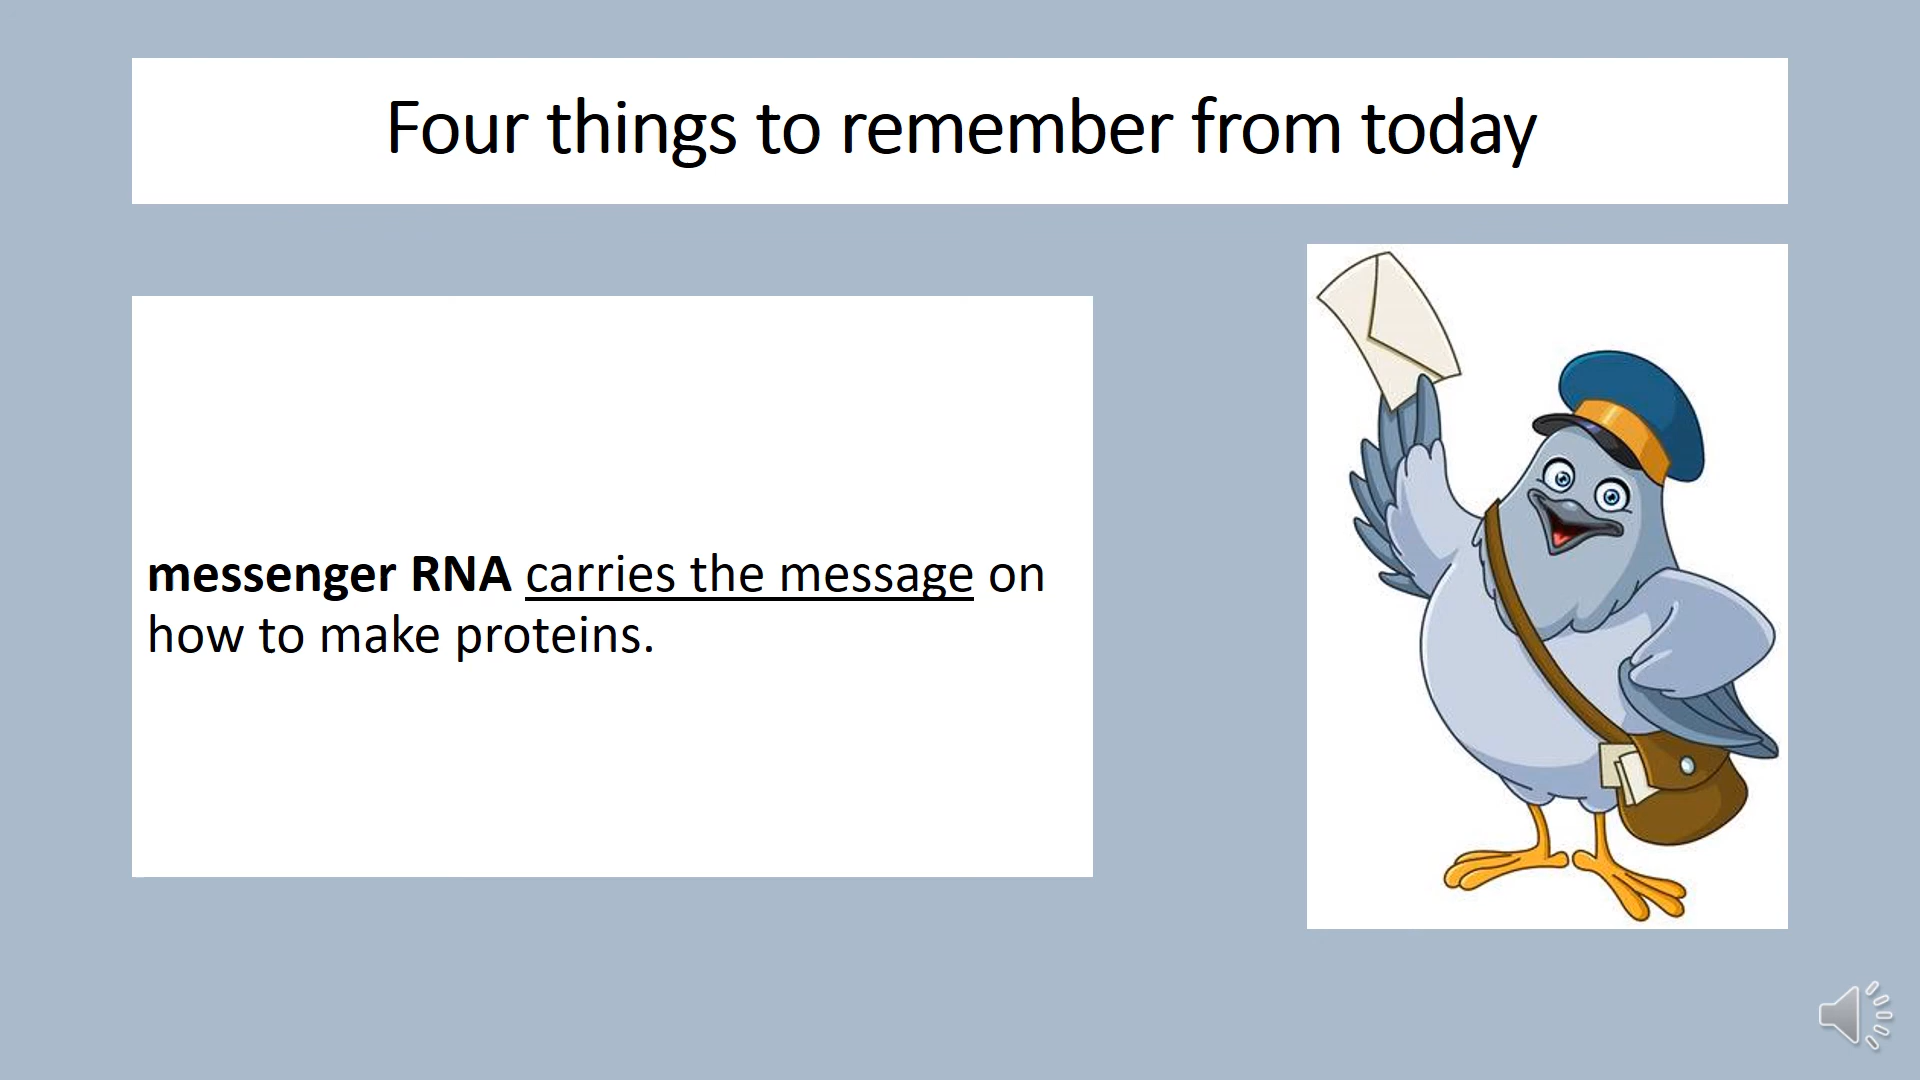 Four things to remember from today
messenger RNA carries the message on
how to make proteins.